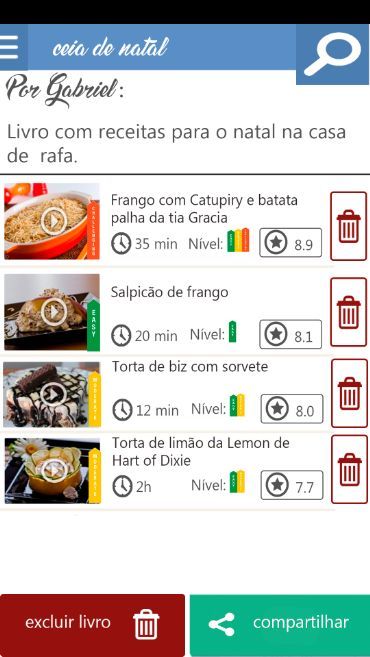 ceia de natal
Por Gabriel:
Livro com receitas para o natal na casa
de rafa.
Frango com Catupiry e batata
palha da tia Gracia
CHALLENGING
35 min Nível: 8.9
Salpicão de frango
EASY
20 min Nível: 8.1
Torta de biz com sorvete
MODERATE
12 min Nível: 8.0
Torta de limão da Lemon de
Hart of Dixie
MODERATE
2h Nível: 7.7
excluir livro compartilhar